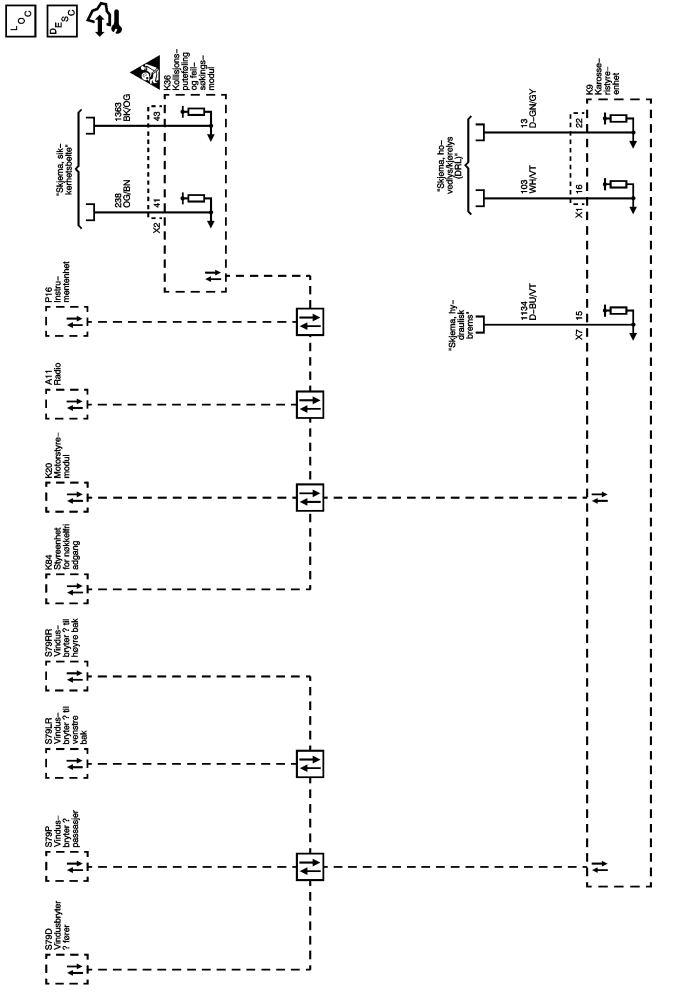 LOC
DESC
K36
Kollisjons-
puteføling
og feil-
søkings-
modul
1363
BK/OG
43
"Skjema, sik-
kerhetsbelte"
238
OG/BN
41
X2
K9
Karosse-
ristyre-
enhet
13
D-GN/GY
22
"Skjema, ho-
vedlys/kjørelys
(DRL)"
103
WH/VT
16
X1
"Skjema, hy-
draulisk
brems"
1134
D-BU/VT
15
X7
P16
Instru-
mentenhet
A11
Radio
K20
Motorstyre-
modul
K84
Styreenhet
for nøkkelfri
adgang
S79RR
Vindus-
bryter ? til
høyre bak
S79LR
Vindus-
bryter ? til
venstre
bak
S79P
Vindus-
bryter ?
passasjer
S79D
Vindusbryter
? fører